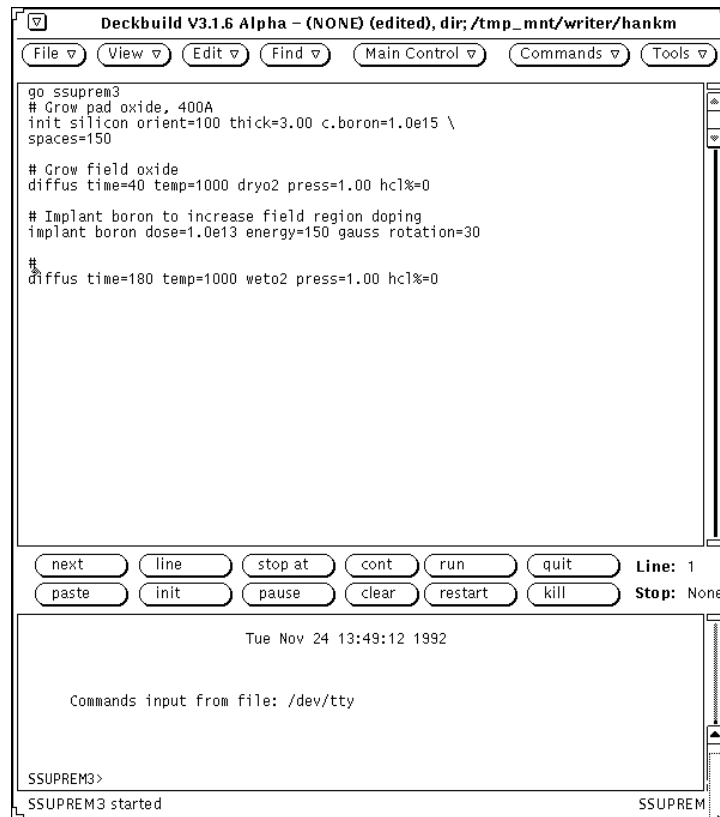 Deckbuild V3.1.6 Alpha – (NONE) (edited), dir; /tmp_mnt/writer/hankm
File View Edit Find Main Control Commands Tools
go ssuprem3
# Grow pad oxide, 400A
init silicon orient=100 thick=3.00 c.boron=1.0e15 \
spaces=150
# Grow field oxide
diffus time=40 temp=1000 dryo2 press=1.00 hcl%=0
# Implant boron to increase field region doping
implant boron dose=1.0e13 energy=150 gauss rotation=30
#
diffus time=180 temp=1000 weto2 press=1.00 hcl%=0
next line stop at cont run quit Line: 1
paste init pause clear restart kill Stop: None
Tue Nov 24 13:49:12 1992
Commands input from file: /dev/tty
SSUPREM3>
SSUPREM3 started SSUPREM